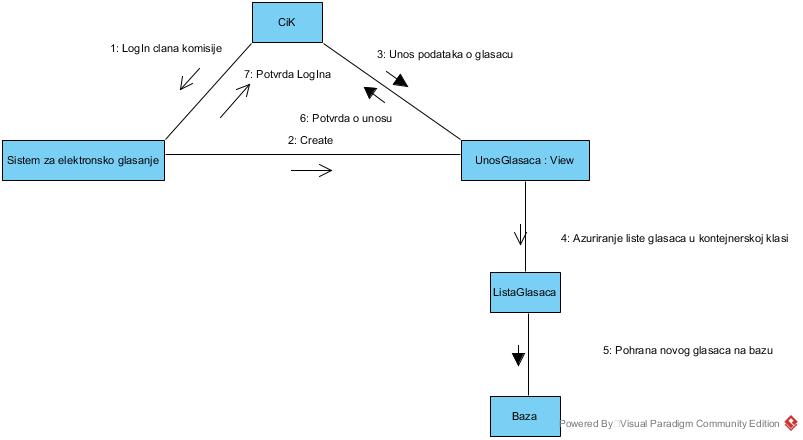 CiK
1: LogIn clana komisije
3: Unos podataka o glasacu
7: Potvrda LogIna
6: Potvrda o unosu
2: Create
Sistem za elektronsko glasanje
UnosGlasaca : View
4: Azuriranje liste glasaca u kontejnerskoj klasi
ListaGlasaca
5: Pohrana novog glasaca na bazu
Baza
Powered By Visual Paradigm Community Edition